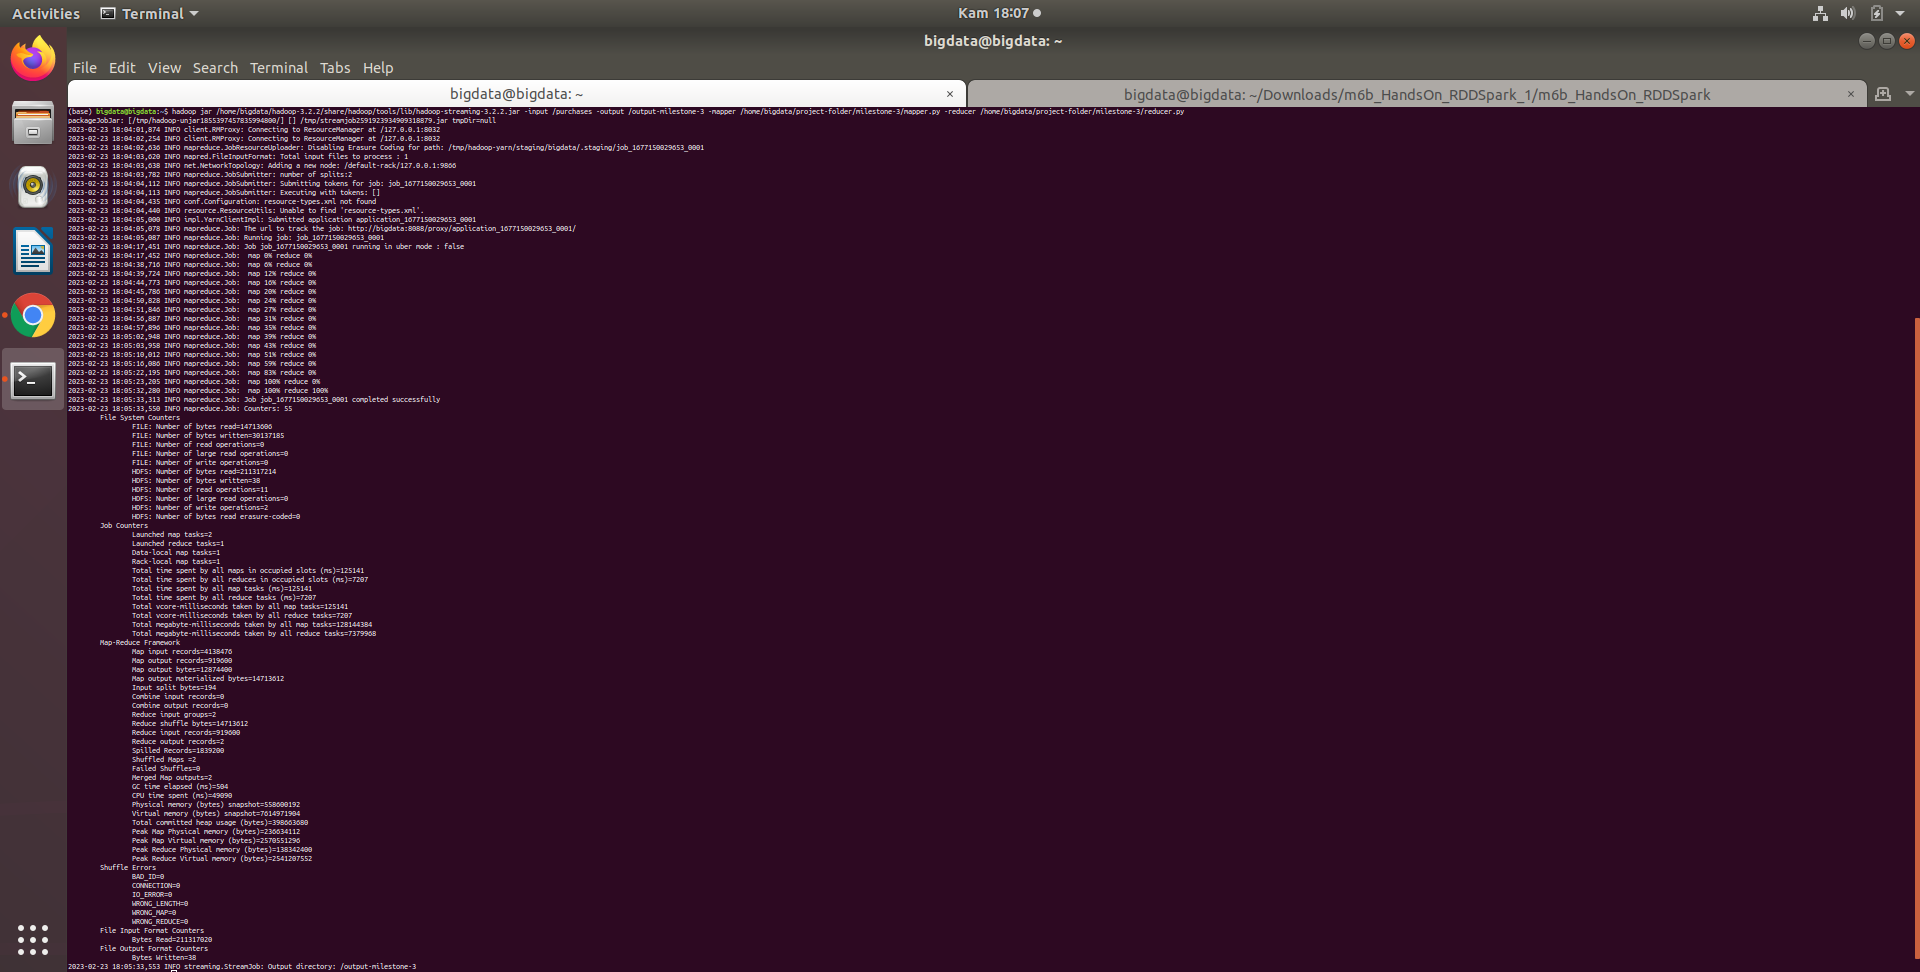 Activities Terminal Kam 18:07
bigdata@bigdata: ~
File Edit View Search Terminal Tabs Help
bigdata@bigdata: ~ × bigdata@bigdata: ~/Downloads/m6b_HandsOn_RDDSpark_1/m6b_HandsOn_RDDSpark ×
(base) bigdata@bigdata:~$ hadoop jar /home/bigdata/hadoop-3.2.2/share/hadoop/tools/lib/hadoop-streaming-3.2.2.jar -input /purchases -output /output-milestone-3 -mapper /home/bigdata/project-folder/milestone-3/mapper.py -reducer /home/bigdata/project-folder/milestone-3/reducer.py
packageJobJar: [/tmp/hadoop-unjar1855397457835994800/] [] /tmp/streamjob2591923934909318879.jar tmpDir=null
2023-02-23 18:04:01,874 INFO client.RMProxy: Connecting to ResourceManager at /127.0.0.1:8032
2023-02-23 18:04:02,254 INFO client.RMProxy: Connecting to ResourceManager at /127.0.0.1:8032
2023-02-23 18:04:02,636 INFO mapreduce.JobResourceUploader: Disabling Erasure Coding for path: /tmp/hadoop-yarn/staging/bigdata/.staging/job_1677150029653_0001
2023-02-23 18:04:03,620 INFO mapred.FileInputFormat: Total input files to process : 1
2023-02-23 18:04:03,638 INFO net.NetworkTopology: Adding a new node: /default-rack/127.0.0.1:9866
2023-02-23 18:04:03,782 INFO mapreduce.JobSubmitter: number of splits:2
2023-02-23 18:04:04,112 INFO mapreduce.JobSubmitter: Submitting tokens for job: job_1677150029653_0001
2023-02-23 18:04:04,113 INFO mapreduce.JobSubmitter: Executing with tokens: []
2023-02-23 18:04:04,435 INFO conf.Configuration: resource-types.xml not found
2023-02-23 18:04:04,440 INFO resource.ResourceUtils: Unable to find 'resource-types.xml'.
2023-02-23 18:04:05,000 INFO impl.YarnClientImpl: Submitted application application_1677150029653_0001
2023-02-23 18:04:05,078 INFO mapreduce.Job: The url to track the job: http://bigdata:8088/proxy/application_1677150029653_0001/
2023-02-23 18:04:05,087 INFO mapreduce.Job: Running job: job_1677150029653_0001
2023-02-23 18:04:17,451 INFO mapreduce.Job: Job job_1677150029653_0001 running in uber mode : false
2023-02-23 18:04:17,452 INFO mapreduce.Job:  map 0% reduce 0%
2023-02-23 18:04:38,716 INFO mapreduce.Job:  map 6% reduce 0%
2023-02-23 18:04:39,724 INFO mapreduce.Job:  map 12% reduce 0%
2023-02-23 18:04:44,773 INFO mapreduce.Job:  map 16% reduce 0%
2023-02-23 18:04:45,786 INFO mapreduce.Job:  map 20% reduce 0%
2023-02-23 18:04:50,828 INFO mapreduce.Job:  map 24% reduce 0%
2023-02-23 18:04:51,846 INFO mapreduce.Job:  map 27% reduce 0%
2023-02-23 18:04:56,887 INFO mapreduce.Job:  map 31% reduce 0%
2023-02-23 18:04:57,896 INFO mapreduce.Job:  map 35% reduce 0%
2023-02-23 18:05:02,948 INFO mapreduce.Job:  map 39% reduce 0%
2023-02-23 18:05:03,958 INFO mapreduce.Job:  map 43% reduce 0%
2023-02-23 18:05:10,012 INFO mapreduce.Job:  map 51% reduce 0%
2023-02-23 18:05:16,086 INFO mapreduce.Job:  map 59% reduce 0%
2023-02-23 18:05:22,195 INFO mapreduce.Job:  map 83% reduce 0%
2023-02-23 18:05:23,205 INFO mapreduce.Job:  map 100% reduce 0%
2023-02-23 18:05:32,280 INFO mapreduce.Job:  map 100% reduce 100%
2023-02-23 18:05:33,313 INFO mapreduce.Job: Job job_1677150029653_0001 completed successfully
2023-02-23 18:05:33,550 INFO mapreduce.Job: Counters: 55
File System Counters
FILE: Number of bytes read=14713606
FILE: Number of bytes written=30137185
FILE: Number of read operations=0
FILE: Number of large read operations=0
FILE: Number of write operations=0
HDFS: Number of bytes read=211317214
HDFS: Number of bytes written=38
HDFS: Number of read operations=11
HDFS: Number of large read operations=0
HDFS: Number of write operations=2
HDFS: Number of bytes read erasure-coded=0
Job Counters
Launched map tasks=2
Launched reduce tasks=1
Data-local map tasks=1
Rack-local map tasks=1
Total time spent by all maps in occupied slots (ms)=125141
Total time spent by all reduces in occupied slots (ms)=7207
Total time spent by all map tasks (ms)=125141
Total time spent by all reduce tasks (ms)=7207
Total vcore-milliseconds taken by all map tasks=125141
Total vcore-milliseconds taken by all reduce tasks=7207
Total megabyte-milliseconds taken by all map tasks=128144384
Total megabyte-milliseconds taken by all reduce tasks=7379968
Map-Reduce Framework
Map input records=4138476
Map output records=919600
Map output bytes=12874400
Map output materialized bytes=14713612
Input split bytes=194
Combine input records=0
Combine output records=0
Reduce input groups=2
Reduce shuffle bytes=14713612
Reduce input records=919600
Reduce output records=2
Spilled Records=1839200
Shuffled Maps =2
Failed Shuffles=0
Merged Map outputs=2
GC time elapsed (ms)=504
CPU time spent (ms)=49090
Physical memory (bytes) snapshot=558600192
Virtual memory (bytes) snapshot=7614971904
Total committed heap usage (bytes)=398663680
Peak Map Physical memory (bytes)=236634112
Peak Map Virtual memory (bytes)=2570551296
Peak Reduce Physical memory (bytes)=138342400
Peak Reduce Virtual memory (bytes)=2541207552
Shuffle Errors
BAD_ID=0
CONNECTION=0
IO_ERROR=0
WRONG_LENGTH=0
WRONG_MAP=0
WRONG_REDUCE=0
File Input Format Counters
Bytes Read=211317020
File Output Format Counters
Bytes Written=38
2023-02-23 18:05:33,553 INFO streaming.StreamJob: Output directory: /output-milestone-3